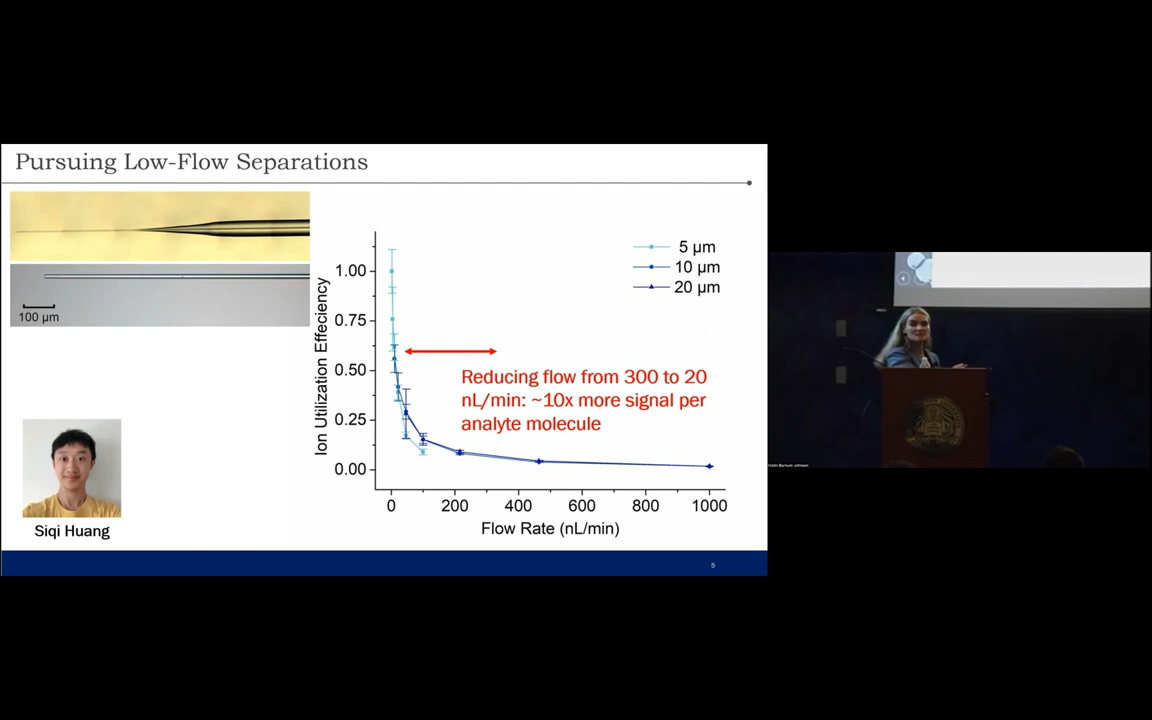 Pursuing Low-Flow Separations
100 µm
Siqi Huang
Ion Utilization Effeciency
1.00
0.75
0.50
0.25
0.00
0
200
400
600
800
1000
Flow Rate (nL/min)
5 µm
10 µm
20 µm
Reducing flow from 300 to 20
nL/min: ~10x more signal per
analyte molecule
5